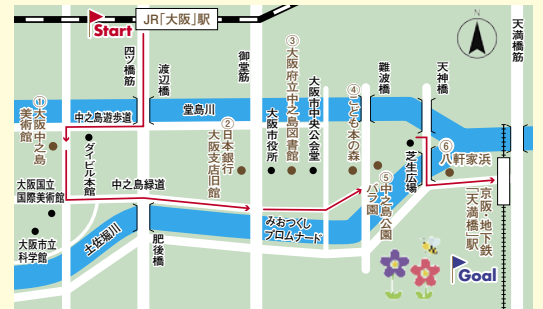 JR「大阪」駅
Start
四ツ橋筋
渡辺橋
御堂筋
③大阪府立中之島図書館
大阪市中央公会堂
④こども本の森
難波橋
天神橋
天満橋筋
N
①大阪中之島
美術館
中之島遊歩道
堂島川
②日本銀行
大阪支店旧館
大阪市役所
ダイビル本館
芝生広場
⑥
八軒家浜
大阪国立
国際美術館
中之島緑道
⑤中之島公園
バラ園
京阪・地下鉄
「天満橋」駅
みおつくし
プロムナード
大阪市立
科学館
土佐堀川
肥後橋
Goal